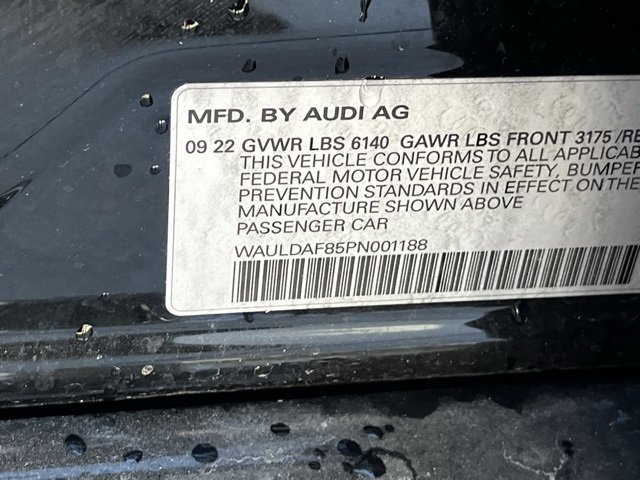 MFD. BY AUDI AG
09 22 GVWR LBS 6140 GAWR LBS FRONT 3175 /RE
THIS VEHICLE CONFORMS TO ALL APPLICAB
FEDERAL MOTOR VEHICLE SAFETY, BUMPER
PREVENTION STANDARDS IN EFFECT ON THE
MANUFACTURE SHOWN ABOVE
PASSENGER CAR
WAULDAF85PN001188